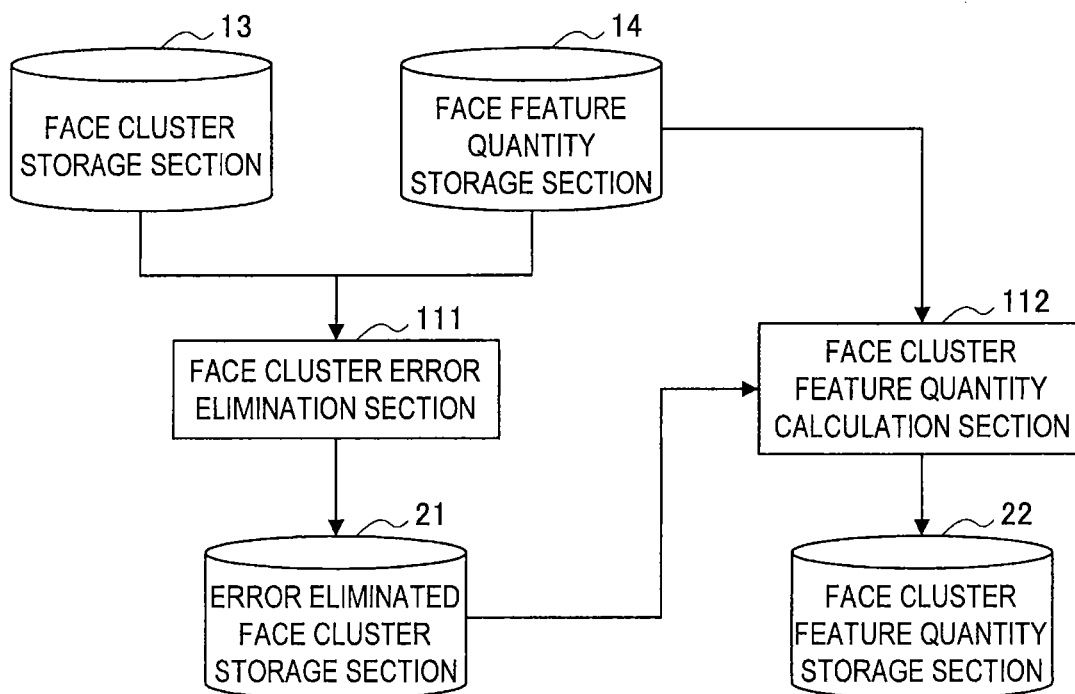 13
FACE CLUSTER
STORAGE SECTION
14
FACE FEATURE
QUANTITY
STORAGE SECTION
111
FACE CLUSTER ERROR
ELIMINATION SECTION
112
FACE CLUSTER
FEATURE QUANTITY
CALCULATION SECTION
21
ERROR ELIMINATED
FACE CLUSTER
STORAGE SECTION
22
FACE CLUSTER
FEATURE QUANTITY
STORAGE SECTION